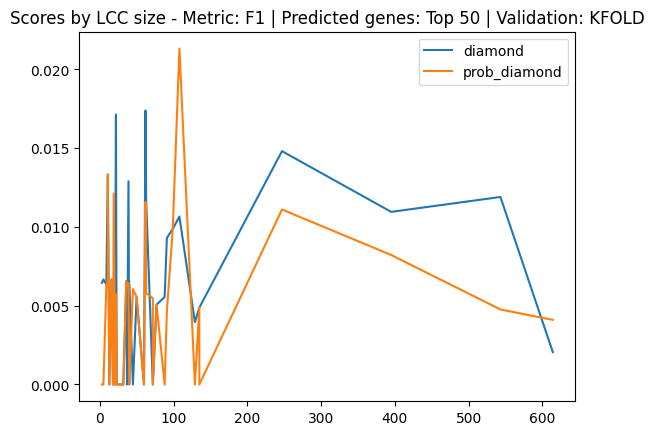 Scores by LCC size - Metric: F1 | Predicted genes: Top 50 | Validation: KFOLD
diamond
prob_diamond
0.020
0.015
0.010
0.005
0.000
0 100 200 300 400 500 600